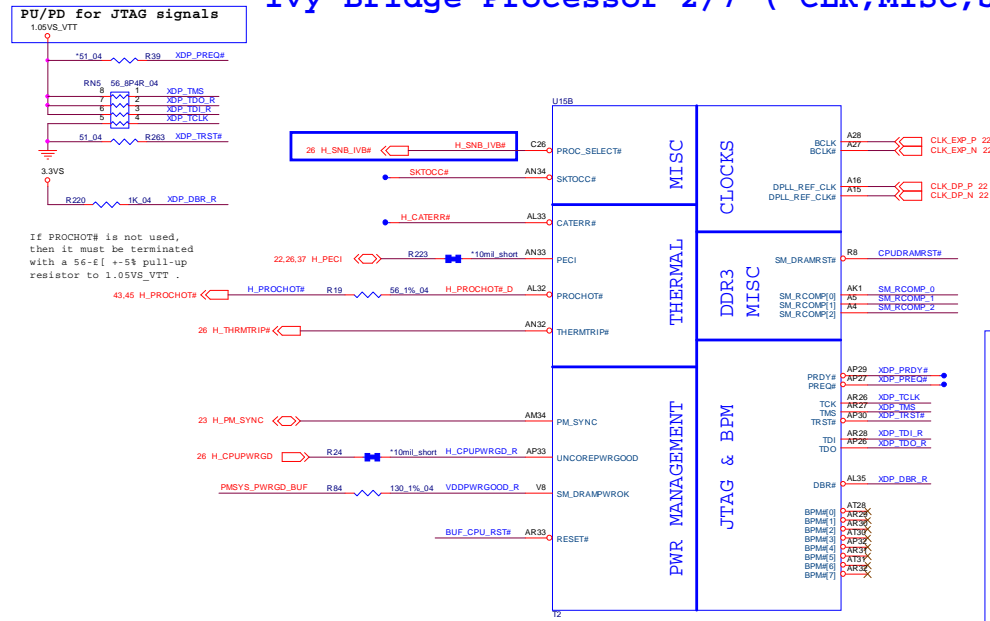 Ivy Bridge Processor 2/7 ( CLK,MISC,J
PU/PD for JTAG signals
1.05VS_VTT
*51_04 R39 XDP_PREQ#
RN5 56_8P4R_04
8 1 XDP_TMS
7 2 XDP_TDO_R
6 3 XDP_TDI_R
5 4 XDP_TCLK
51_04 R263 XDP_TRST#
3.3VS
R220 1K_04 XDP_DBR_R
If PROCHOT# is not used,
then it must be terminated
with a 56-£[ +-5% pull-up
resistor to 1.05VS_VTT .
U15B
26 H_SNB_IVB# H_SNB_IVB# C26 PROC_SELECT#
SKTOCC# AN34 SKTOCC#
H_CATERR# AL33 CATERR#
22,26,37 H_PECI R223 *10mil_short AN33 PECI
43,45 H_PROCHOT# H_PROCHOT# R19 56_1%_04 H_PROCHOT#_D AL32 PROCHOT#
26 H_THRMTRIP# AN32 THERMTRIP#
23 H_PM_SYNC AM34 PM_SYNC
26 H_CPUPWRGD R24 *10mil_short H_CPUPWRGD_R AP33 UNCOREPWRGOOD
PMSYS_PWRGD_BUF R84 130_1%_04 VDDPWRGOOD_R V8 SM_DRAMPWROK
BUF_CPU_RST# AR33 RESET#
MISC
THERMAL
PWR MANAGEMENT
CLOCKS
DDR3
MISC
JTAG & BPM
BCLK A28 CLK_EXP_P 22
BCLK# A27 CLK_EXP_N 22
DPLL_REF_CLK A16 CLK_DP_P 22
DPLL_REF_CLK# A15 CLK_DP_N 22
SM_DRAMRST# R8 CPUDRAMRST#
SM_RCOMP[0] AK1 SM_RCOMP_0
SM_RCOMP[1] A5 SM_RCOMP_1
SM_RCOMP[2] A4 SM_RCOMP_2
PRDY# AP29 XDP_PRDY#
PREQ# AP27 XDP_PREQ#
TCK AR26 XDP_TCLK
TMS AR27 XDP_TMS
TRST# AP30 XDP_TRST#
TDI AR28 XDP_TDI_R
TDO AP26 XDP_TDO_R
DBR# AL35 XDP_DBR_R
BPM#[0] AT28
BPM#[1] AR29
BPM#[2] AR30
BPM#[3] AT30
BPM#[4] AP32
BPM#[5] AR31
BPM#[6] AT31
BPM#[7] AR32
T2